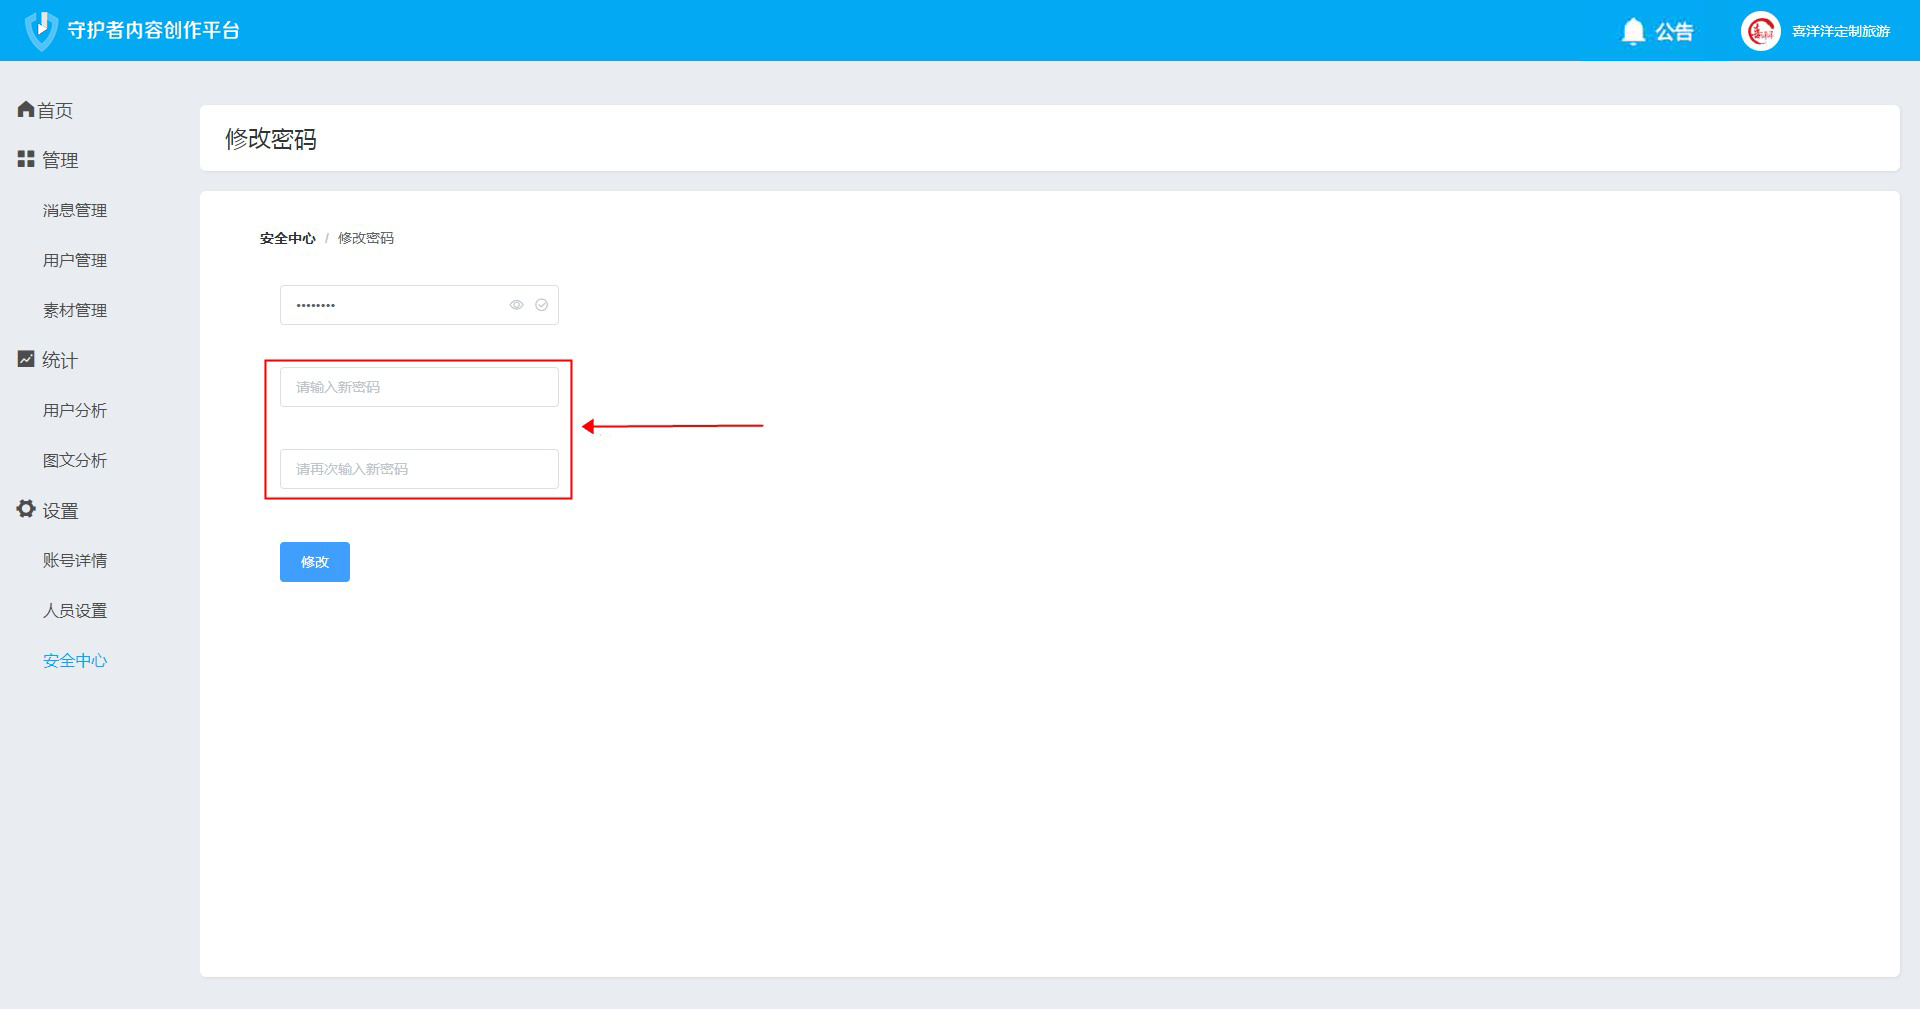 守护者内容创作平台
公告
喜洋洋定制旅游
首页
管理
消息管理
用户管理
素材管理
统计
用户分析
图文分析
设置
账号详情
人员设置
安全中心
修改密码
安全中心 / 修改密码
••••••••
请输入新密码
请再次输入新密码
修改